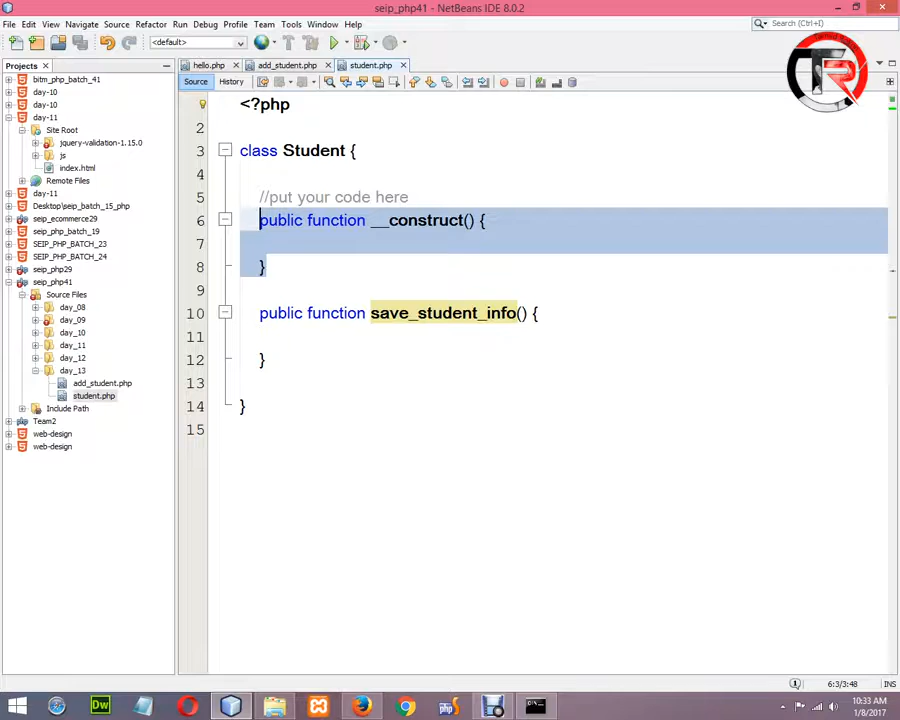 seip_php41 - NetBeans IDE 8.0.2
File Edit View Navigate Source Refactor Run Debug Profile Team Tools Window Help
<default>
Search (Ctrl+I)
Projects
hello.php
add_student.php
student.php
Source
History
bitm_php_batch_41
day-10
day-10
day-11
Site Root
jquery-validation-1.15.0
js
index.html
Remote Files
day-11
Desktop\seip_batch_15_php
seip_ecommerce29
seip_php_batch_19
SEIP_PHP_BATCH_23
SEIP_PHP_BATCH_24
seip_php29
seip_php41
Source Files
day_08
day_09
day_10
day_11
day_12
day_13
add_student.php
student.php
Include Path
Team2
web-design
web-design
<?php
2
3 class Student {
4
5 //put your code here
6 public function __construct() {
7
8 }
9
10 public function save_student_info() {
11
12 }
13
14 }
15
6:3/3:48 INS
Dw
php
10:33 AM
1/8/2017